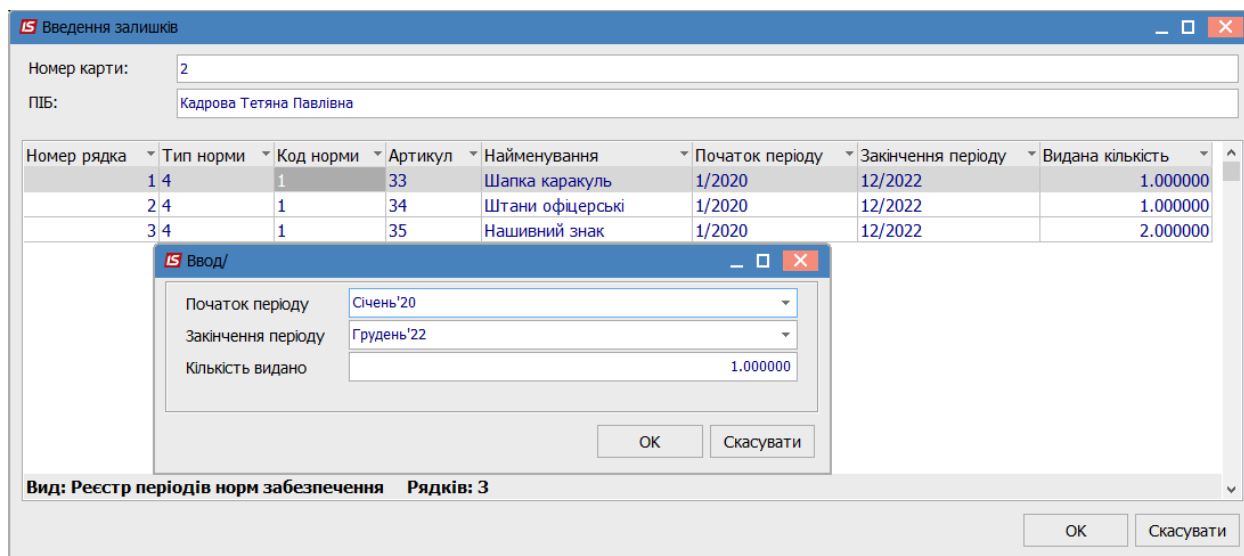 IS Введення залишків
Номер карти: 2
ПІБ: Кадрова Тетяна Павлівна
Номер рядка Тип норми Код норми Артикул Найменування Початок періоду Закінчення періоду Видана кількість
1 4 1 33 Шапка каракуль 1/2020 12/2022 1.000000
2 4 1 34 Штани офіцерські 1/2020 12/2022 1.000000
3 4 1 35 Нашивний знак 1/2020 12/2022 2.000000
IS Ввод/
Початок періоду Січень'20
Закінчення періоду Грудень'22
Кількість видано 1.000000
OK Скасувати
Вид: Реєстр періодів норм забезпечення Рядків: 3
OK Скасувати